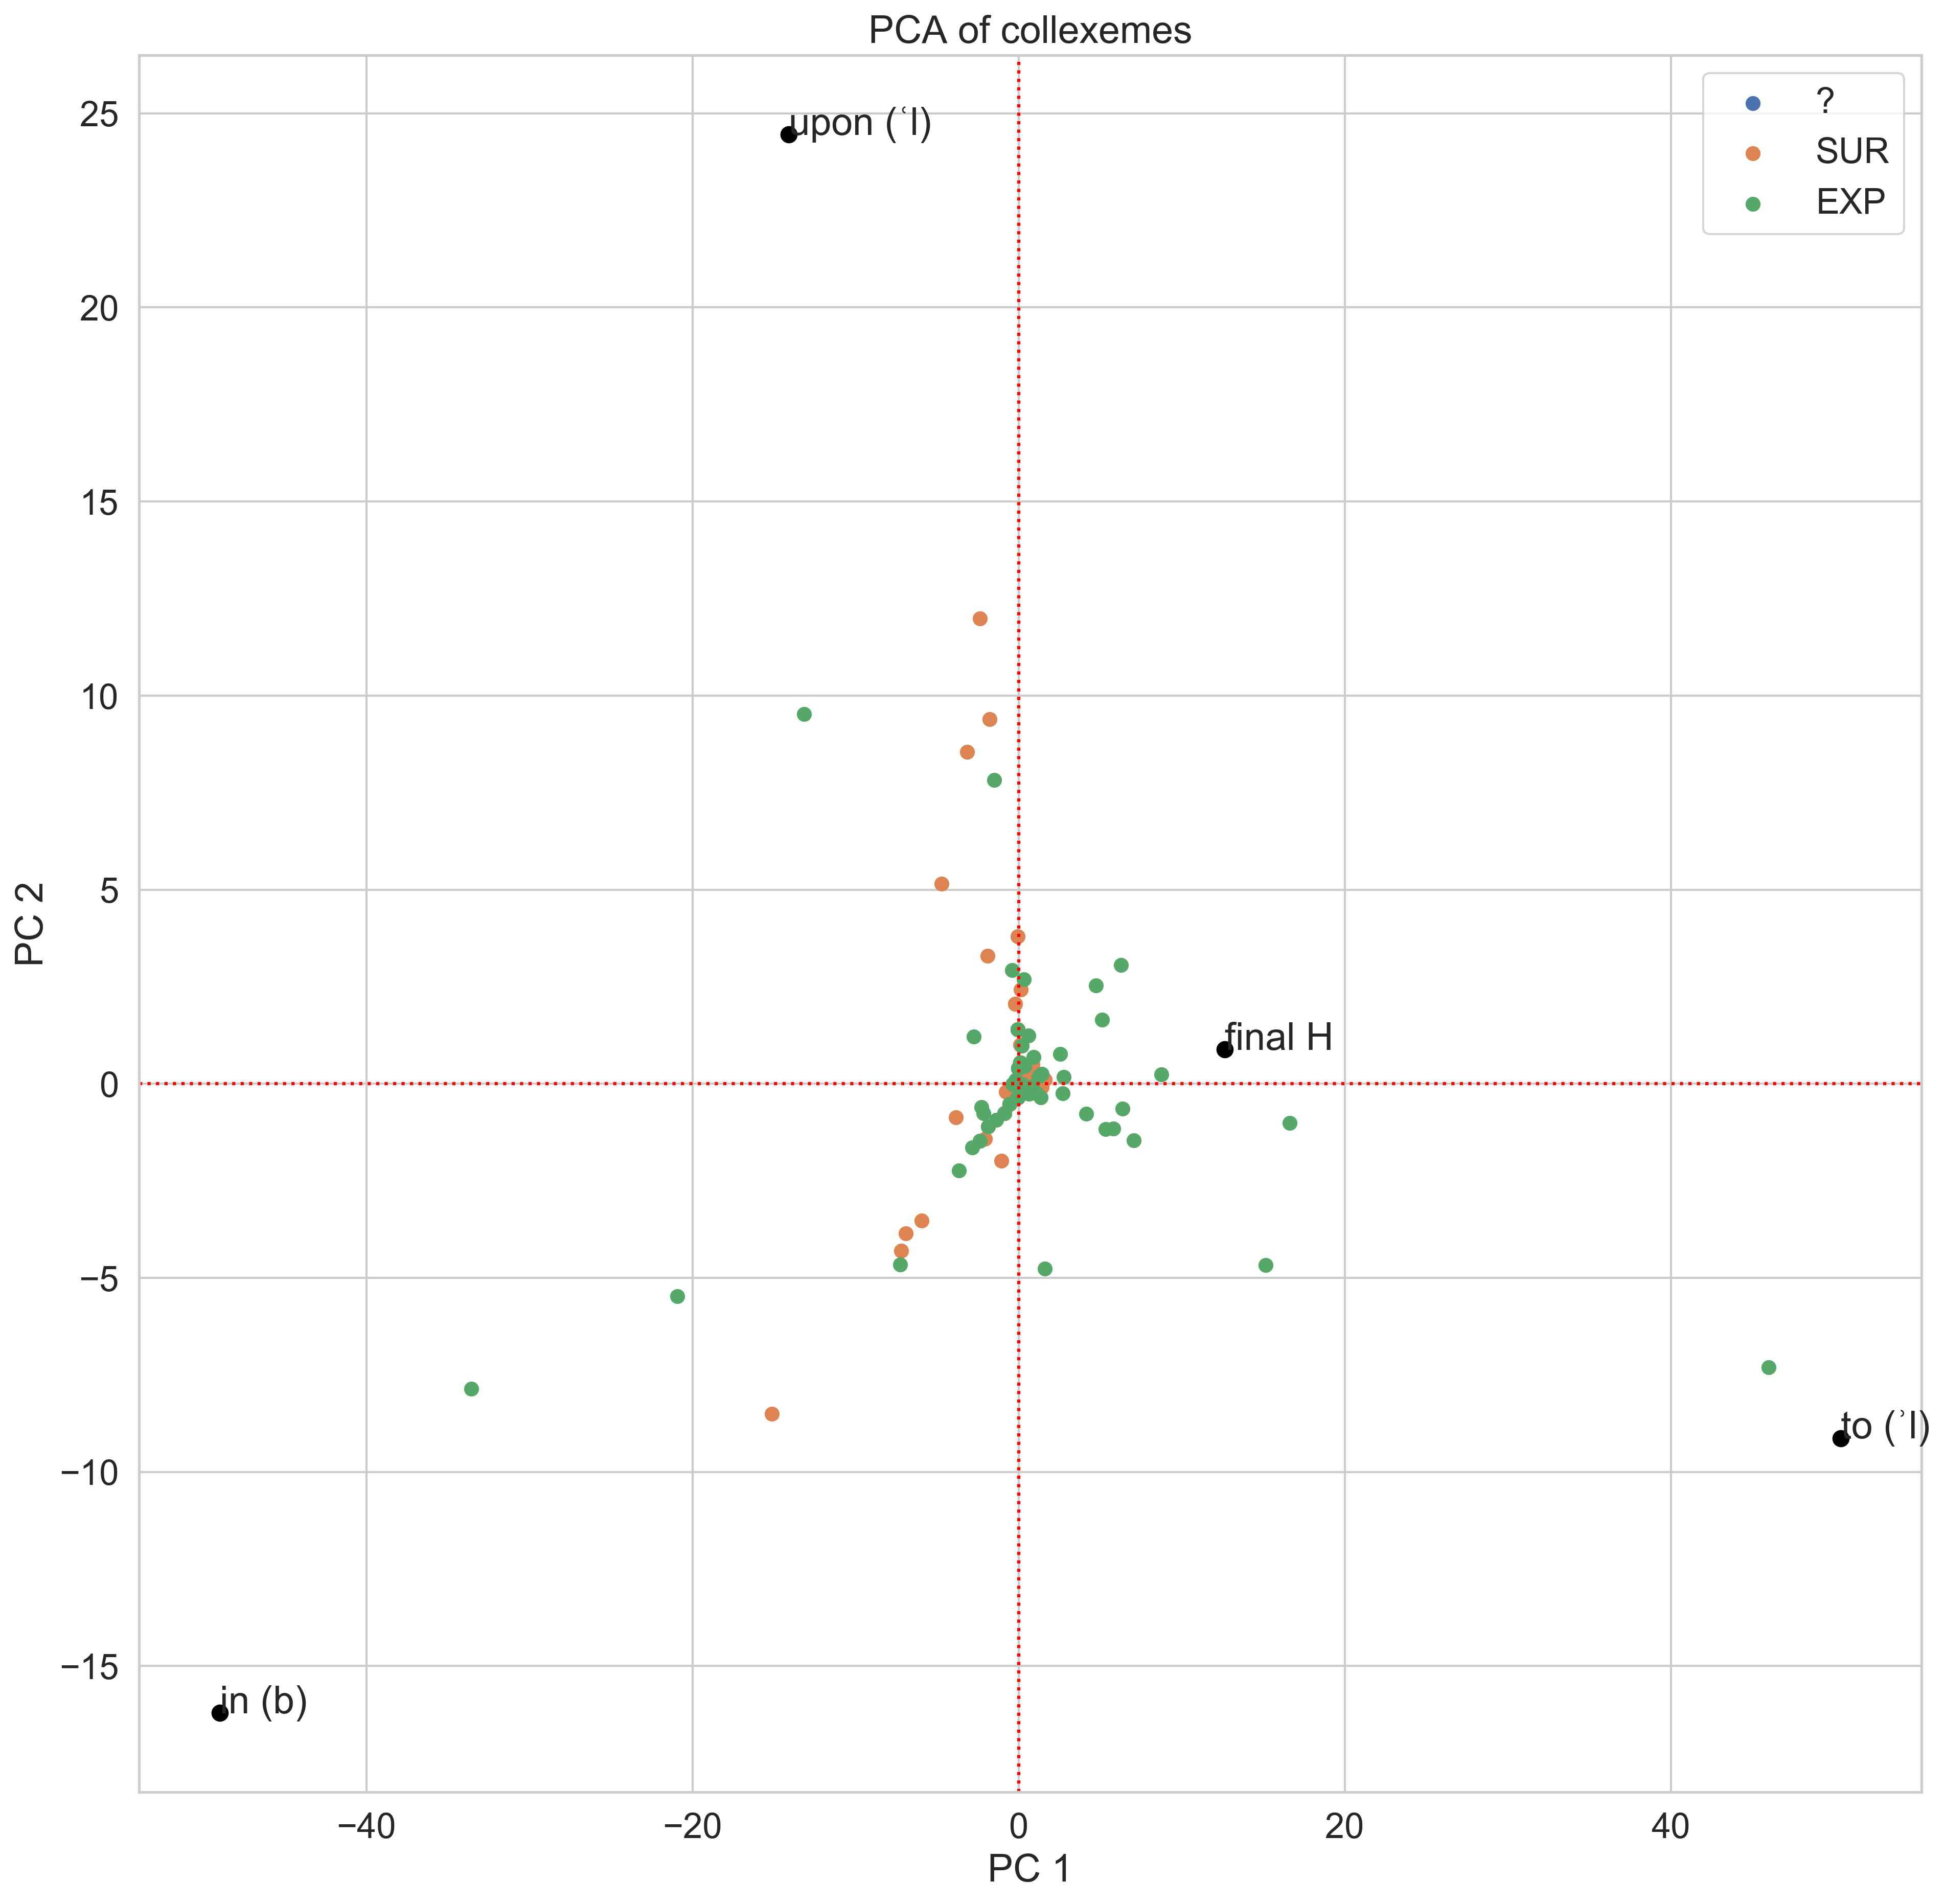 PCA of collexemes
?
SUR
EXP
upon (ʿl)
final H
to (ʾl)
in (b)
25
20
15
10
5
0
−5
−10
−15
PC 2
−40
−20
0
20
40
PC 1